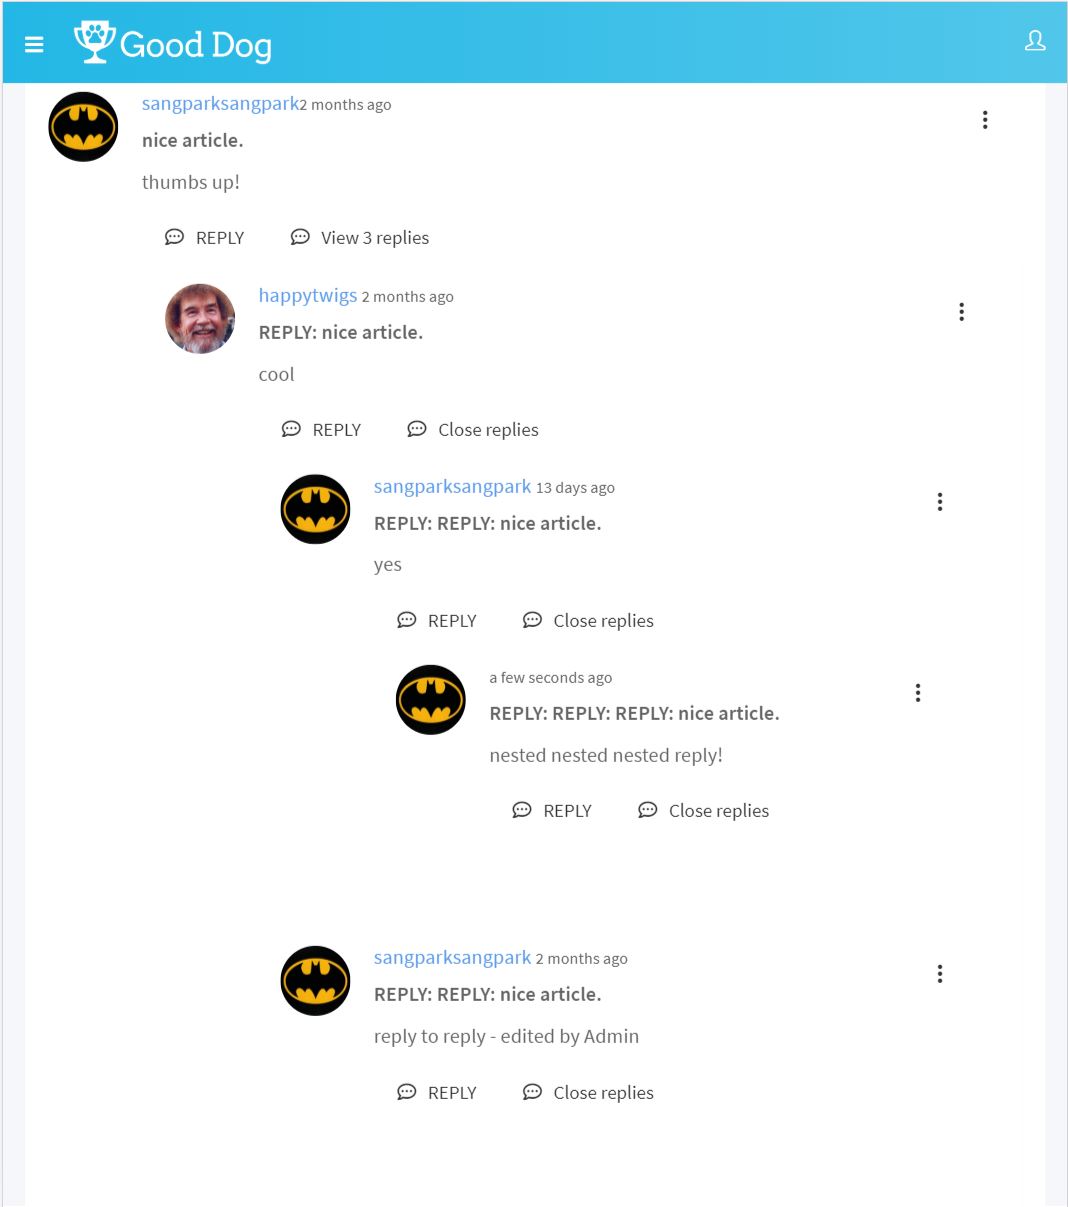 Good Dog
sangparksangpark2 months ago
nice article.
thumbs up!
REPLY View 3 replies
happytwigs 2 months ago
REPLY: nice article.
cool
REPLY Close replies
sangparksangpark 13 days ago
REPLY: REPLY: nice article.
yes
REPLY Close replies
a few seconds ago
REPLY: REPLY: REPLY: nice article.
nested nested nested reply!
REPLY Close replies
sangparksangpark 2 months ago
REPLY: REPLY: nice article.
reply to reply - edited by Admin
REPLY Close replies